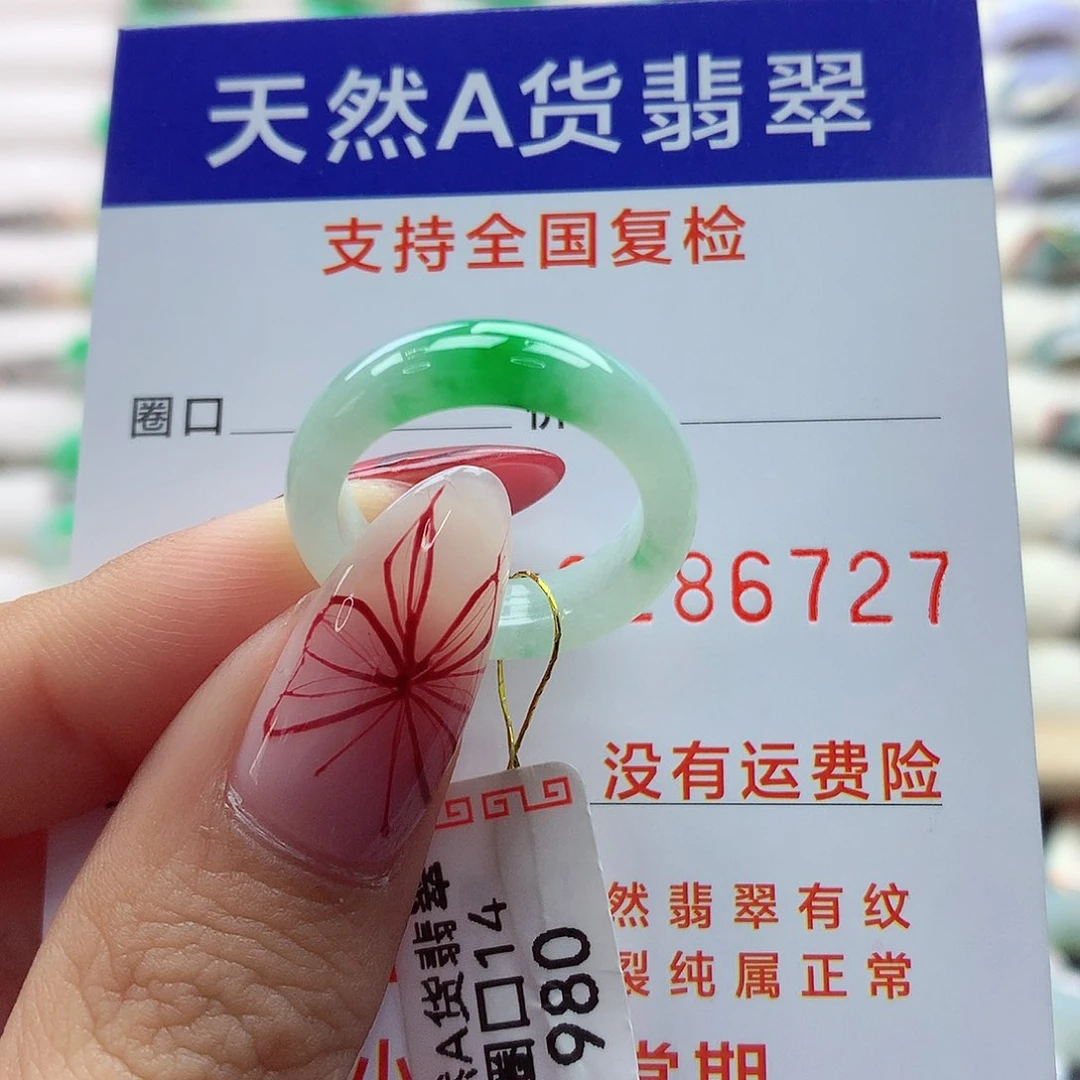 天然A货翡翠
支持全国复检
圈口
86727
没有运费险
然翡翠有纹
裂纯属正常
A货翡翠
圈口14
980